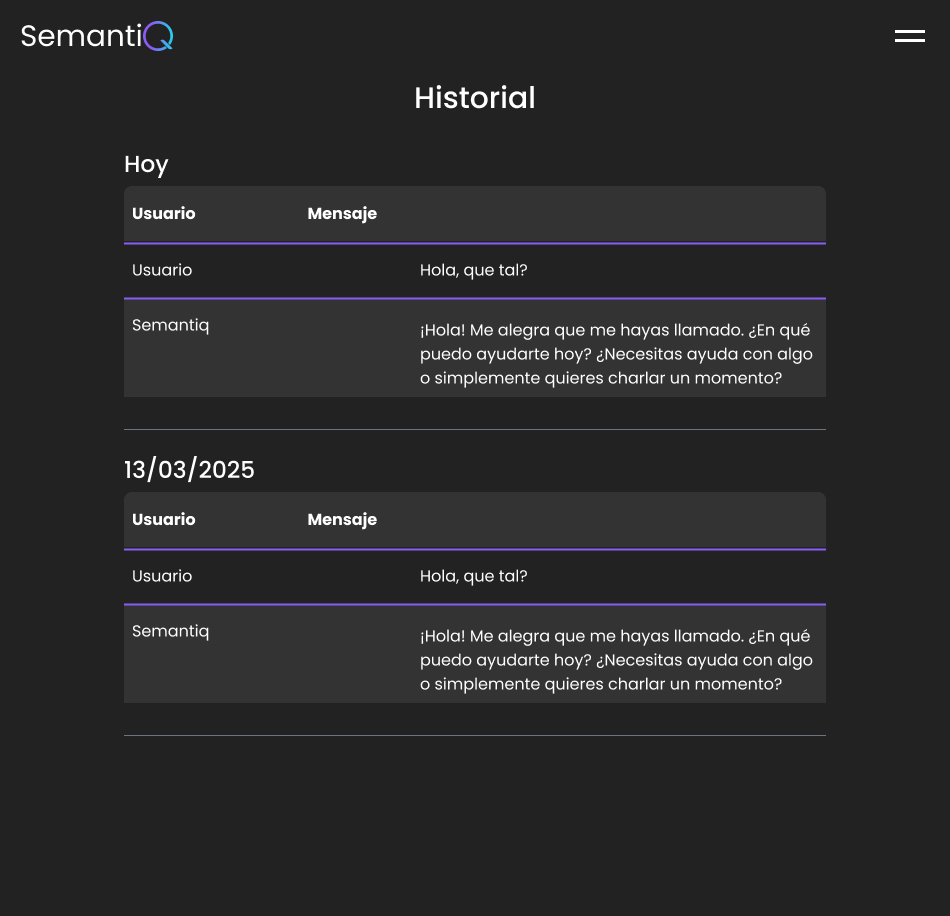 SemantiQ
Historial
Hoy
Usuario Mensaje
Usuario Hola, que tal?
Semantiq ¡Hola! Me alegra que me hayas llamado. ¿En qué
puedo ayudarte hoy? ¿Necesitas ayuda con algo
o simplemente quieres charlar un momento?
13/03/2025
Usuario Mensaje
Usuario Hola, que tal?
Semantiq ¡Hola! Me alegra que me hayas llamado. ¿En qué
puedo ayudarte hoy? ¿Necesitas ayuda con algo
o simplemente quieres charlar un momento?